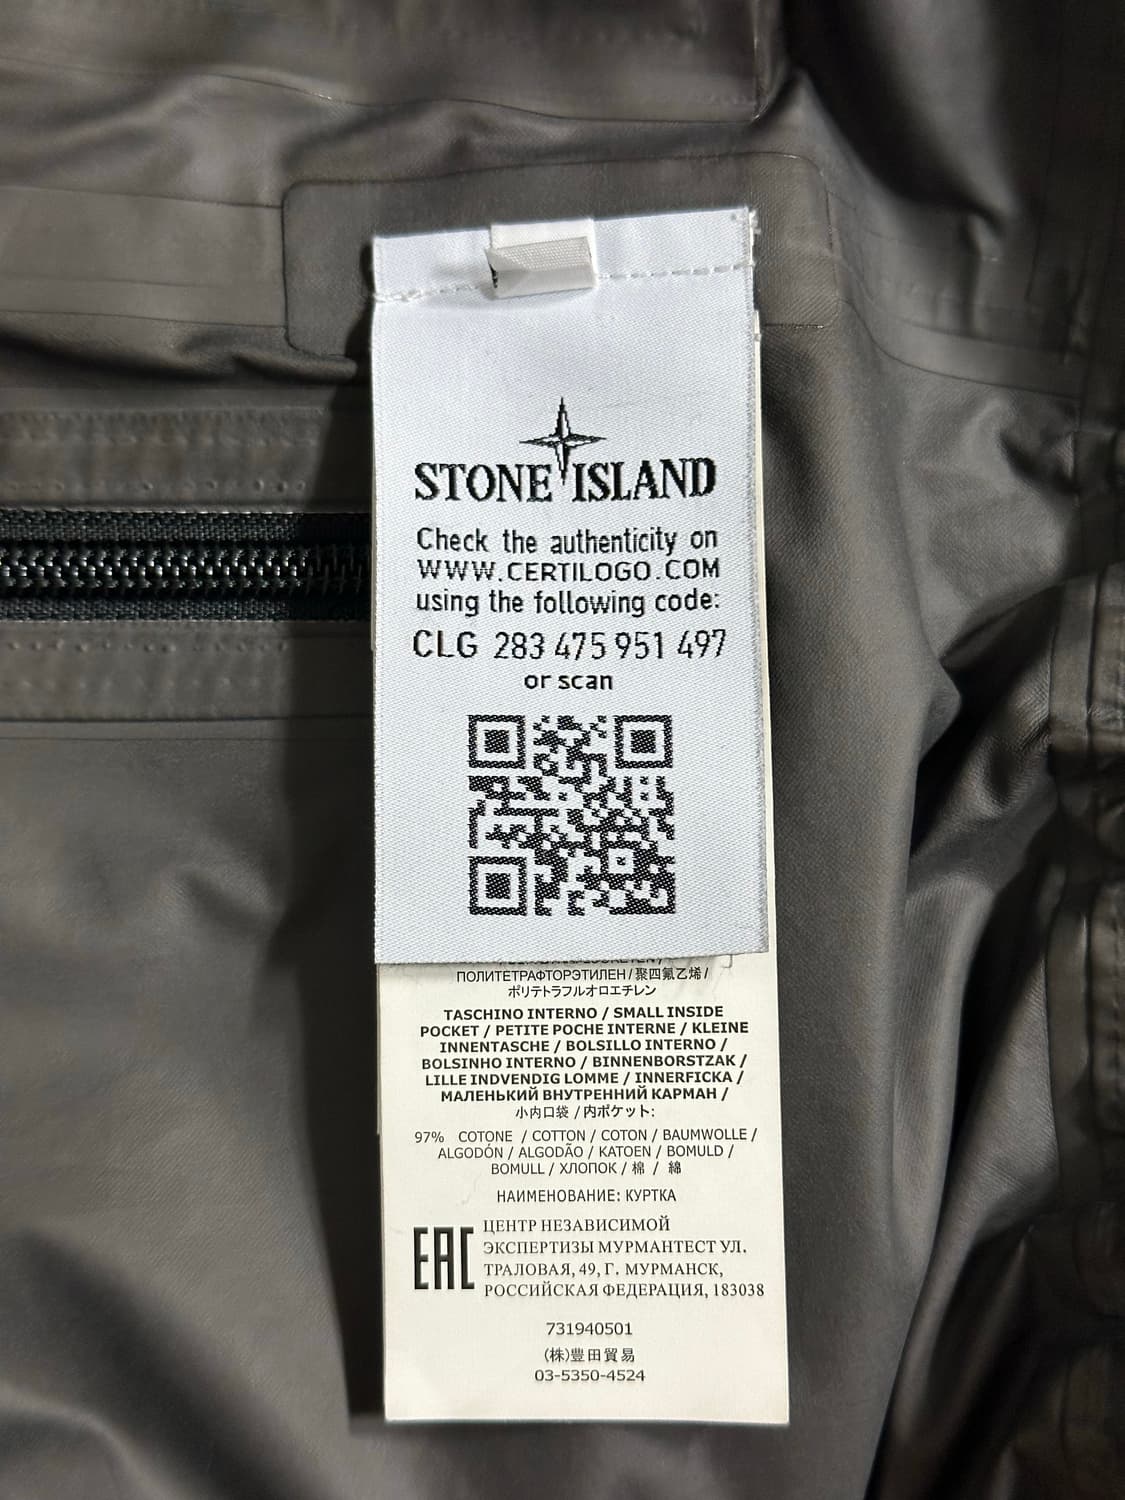 STONE ISLAND
Check the authenticity on
WWW.CERTILOGO.COM
using the following code:
CLG 283 475 951 497
or scan
ПОЛИТЕТРАФТОРЭТИЛЕН / 聚四氟乙烯 /
ポリテトラフルオロエチレン
TASCHINO INTERNO / SMALL INSIDE
POCKET / PETITE POCHE INTERNE / KLEINE
INNENTASCHE / BOLSILLO INTERNO /
BOLSINHO INTERNO / BINNENBORSTZAK /
LILLE INDVENDIG LOMME / INNERFICKA /
МАЛЕНЬКИЙ ВНУТРЕННИЙ КАРМАН /
小内口袋 / 内ポケット:
97% COTONE / COTTON / COTON / BAUMWOLLE /
ALGODÓN / ALGODÃO / KATOEN / BOMULD /
BOMULL / ХЛОПОК / 棉 / 綿
НАИМЕНОВАНИЕ: КУРТКА
EAC ЦЕНТР НЕЗАВИСИМОЙ
ЭКСПЕРТИЗЫ МУРМАНТЕСТ УЛ.
ТРАЛОВАЯ, 49, Г. МУРМАНСК,
РОССИЙСКАЯ ФЕДЕРАЦИЯ, 183038
731940501
(株)豊田貿易
03-5350-4524